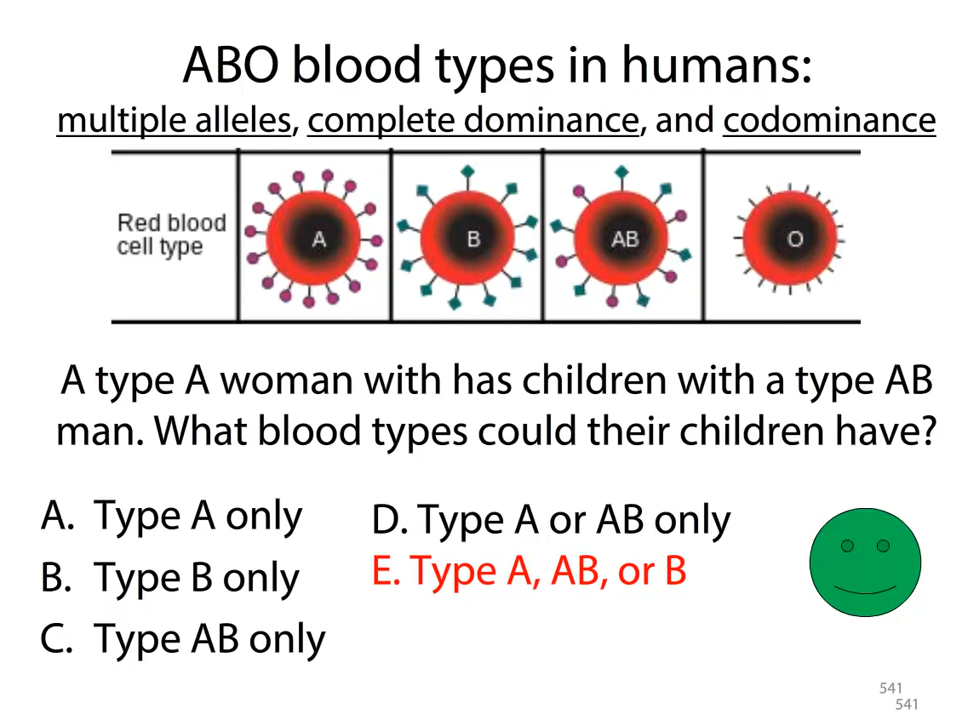 ABO blood types in humans:
multiple alleles, complete dominance, and codominance
Red blood
cell type
A
B
AB
O
A type A woman with has children with a type AB
man. What blood types could their children have?
A. Type A only
B. Type B only
C. Type AB only
D. Type A or AB only
E. Type A, AB, or B
541
541